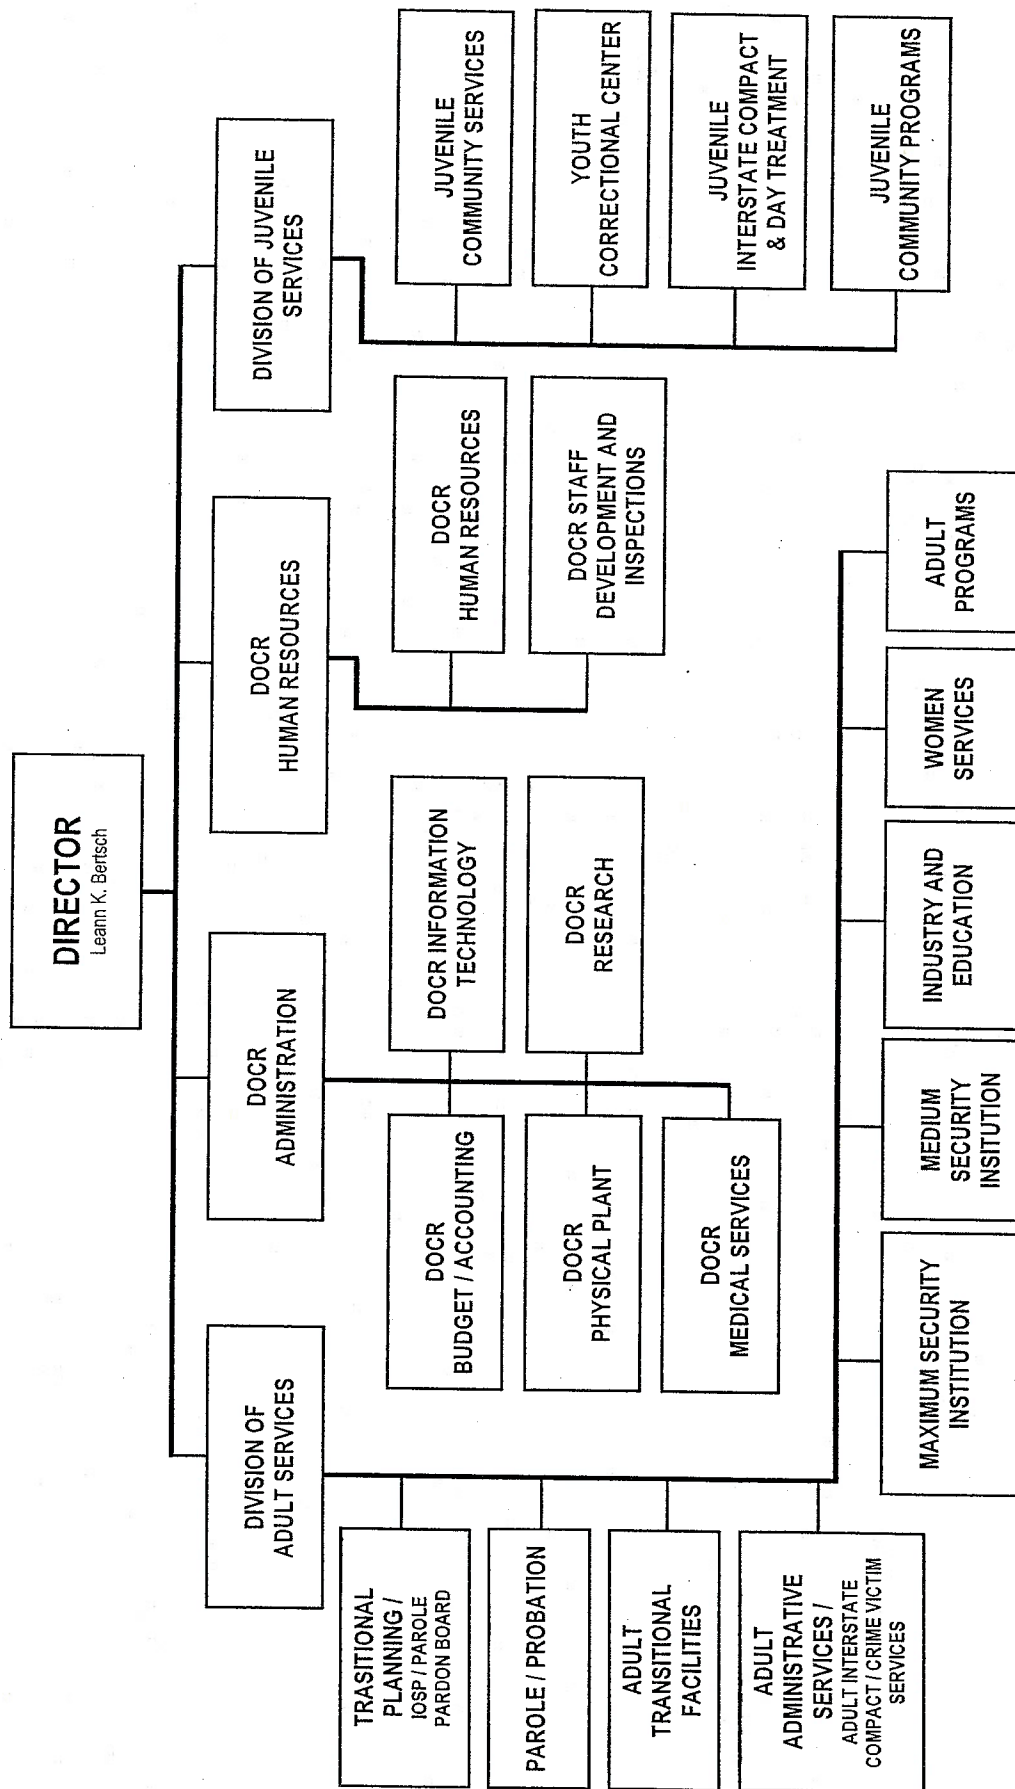 DIRECTOR
Leann K. Bertsch
DIVISION OF
ADULT SERVICES
DOCR
ADMINISTRATION
DOCR
HUMAN RESOURCES
DIVISION OF JUVENILE
SERVICES
TRASITIONAL
PLANNING /
IOSP / PAROLE
PARDON BOARD
PAROLE / PROBATION
ADULT
TRANSITIONAL
FACILITIES
ADULT
ADMINISTRATIVE
SERVICES /
ADULT INTERSTATE
COMPACT / CRIME VICTIM
SERVICES
DOCR
BUDGET / ACCOUNTING
DOCR INFORMATION
TECHNOLOGY
DOCR
PHYSICAL PLANT
DOCR
RESEARCH
DOCR
MEDICAL SERVICES
DOCR
HUMAN RESOURCES
DOCR STAFF
DEVELOPMENT AND
INSPECTIONS
JUVENILE
COMMUNITY SERVICES
YOUTH
CORRECTIONAL CENTER
JUVENILE
INTERSTATE COMPACT
& DAY TREATMENT
JUVENILE
COMMUNITY PROGRAMS
MAXIMUM SECURITY
INSTITUTION
MEDIUM
SECURITY
INSITUTION
INDUSTRY AND
EDUCATION
WOMEN
SERVICES
ADULT
PROGRAMS